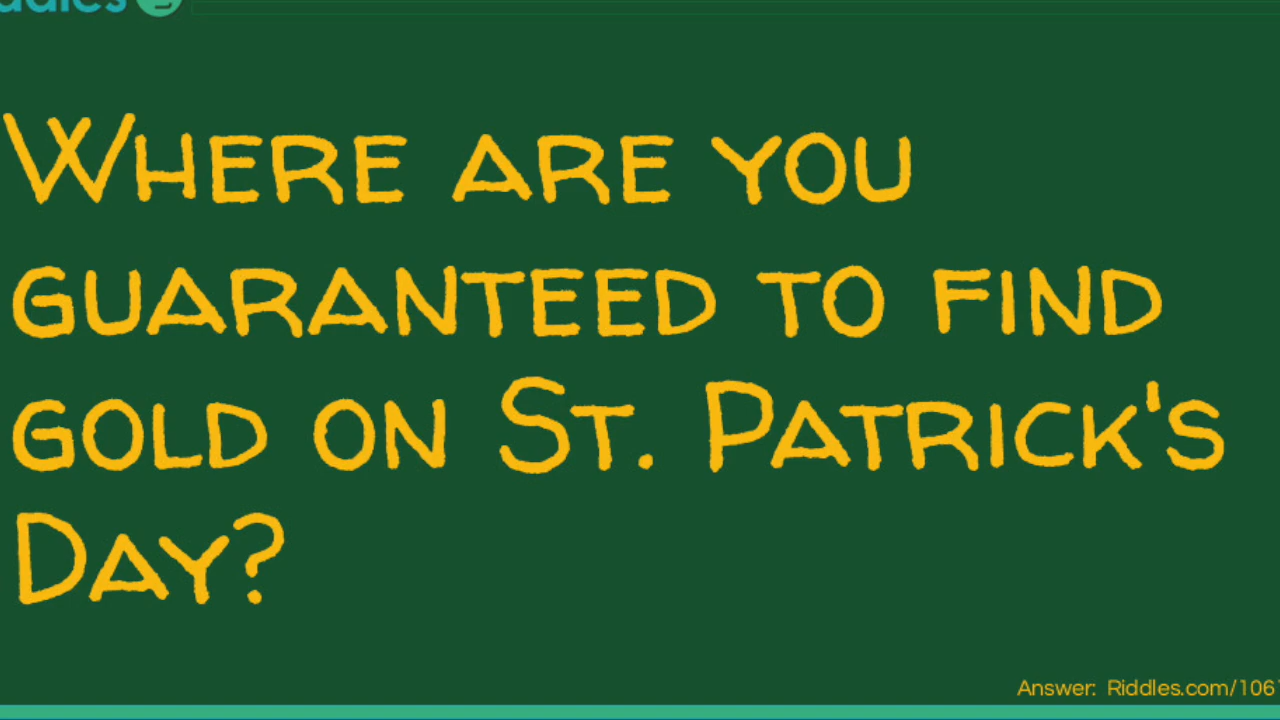 Where are you
guaranteed to find
gold on St. Patrick's
Day?
Answer: Riddles.com/106